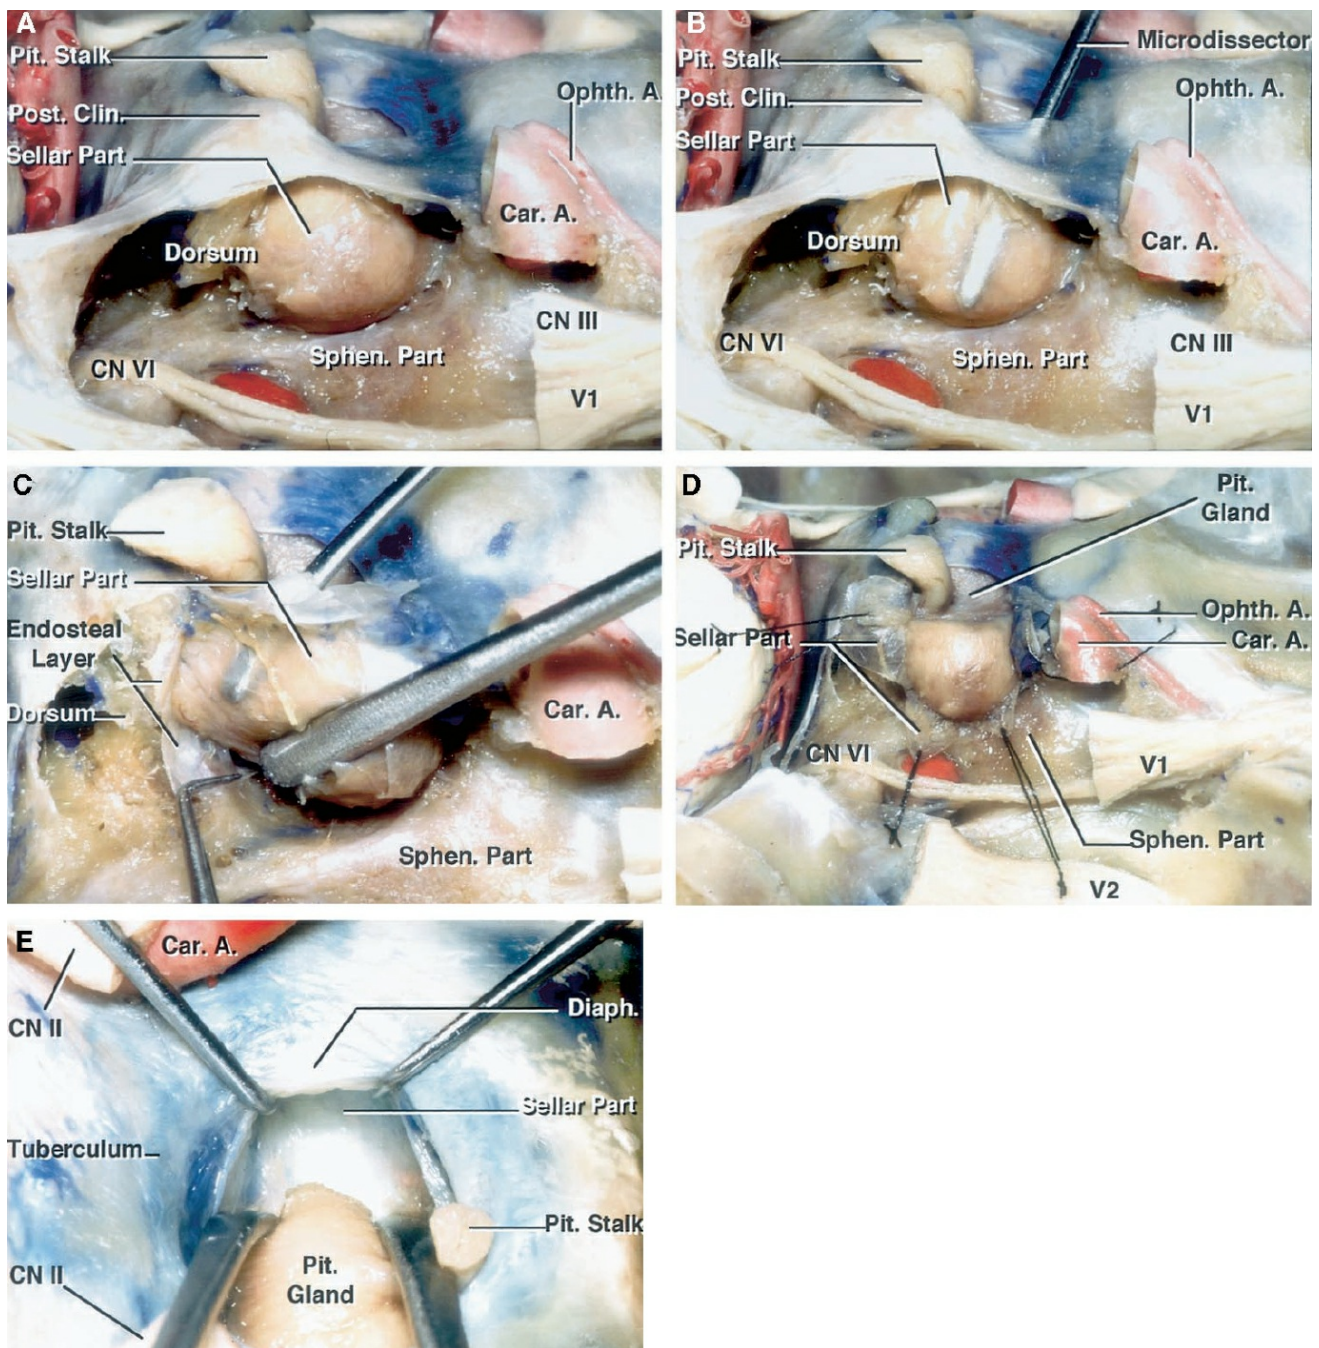 A
Pit. Stalk
Ophth. A.
Post. Clin.
Sellar Part
Car. A.
Dorsum
CN III
Sphen. Part
CN VI
V1
B
Microdissector
Pit. Stalk
Ophth. A.
Post. Clin.
Sellar Part
Dorsum
Car. A.
CN VI
CN III
Sphen. Part
V1
C
Pit. Stalk
Sellar Part
Endosteal
Layer
Dorsum
Car. A.
Sphen. Part
D
Pit.
Gland
Pit. Stalk
Ophth. A.
Sellar Part
Car. A.
CN VI
V1
Sphen. Part
V2
E
Car. A.
CN II
Diaph.
Sellar Part
Tuberculum
Pit. Stalk
Pit.
Gland
CN II